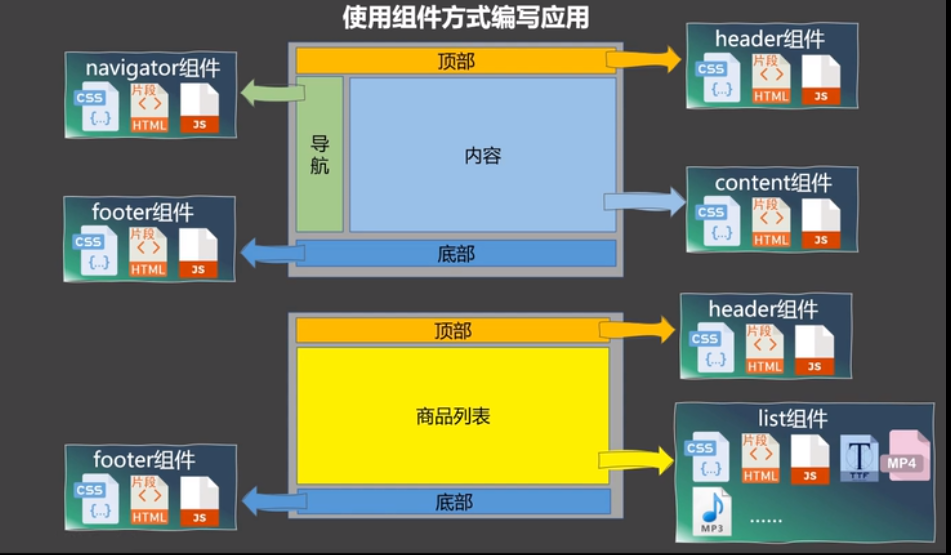 使用组件方式编写应用
navigator组件
CSS
{...}
片段
< >
HTML
JS
顶部
导航
内容
底部
header组件
CSS
{...}
片段
< >
HTML
JS
footer组件
CSS
{...}
片段
< >
HTML
JS
content组件
CSS
{...}
片段
< >
HTML
JS
顶部
商品列表
底部
header组件
CSS
{...}
片段
< >
HTML
JS
footer组件
CSS
{...}
片段
< >
HTML
JS
list组件
CSS
{...}
片段
< >
HTML
JS
T
TTF
MP4
MP3
......